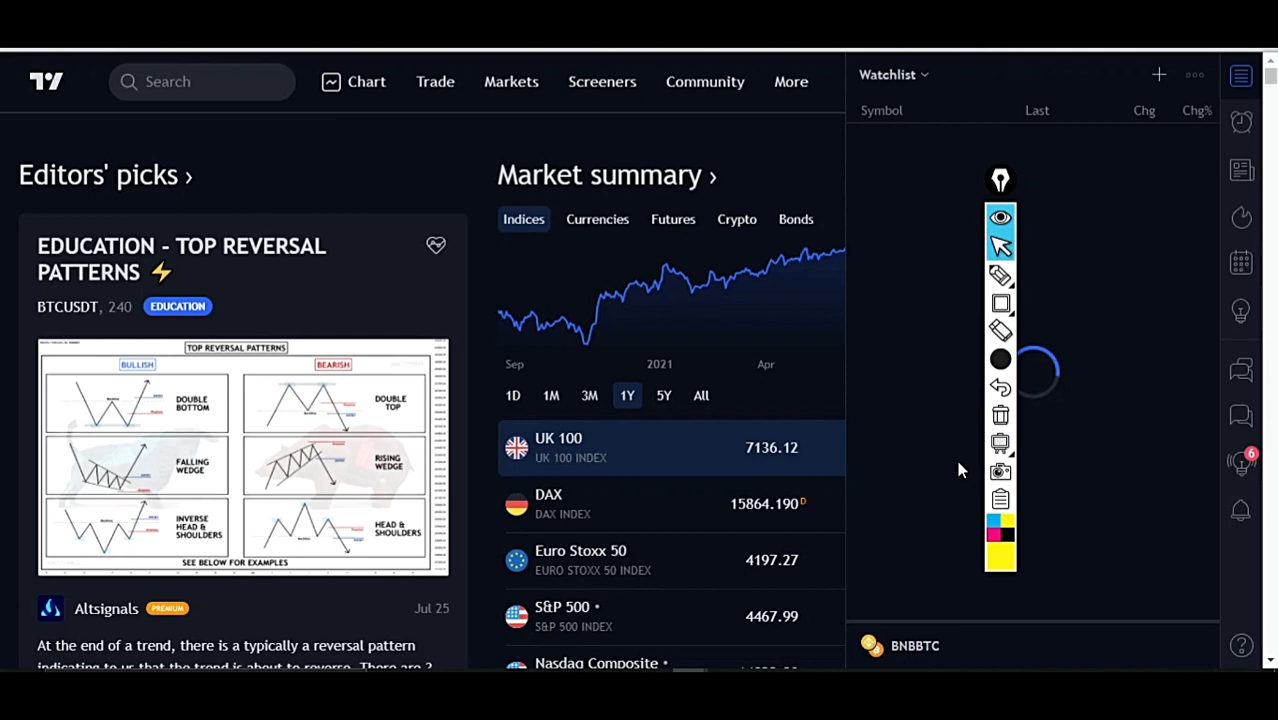 Search
Chart
Trade
Markets
Screeners
Community
More
Watchlist
Symbol
Last
Chg
Chg%
Editors' picks ›
EDUCATION - TOP REVERSAL
PATTERNS ⚡
BTCUSDT, 240 EDUCATION
TOP REVERSAL PATTERNS
BULLISH
BEARISH
DOUBLE
BOTTOM
DOUBLE
TOP
FALLING
WEDGE
RISING
WEDGE
INVERSE
HEAD &
SHOULDERS
HEAD &
SHOULDERS
SEE BELOW FOR EXAMPLES
Altsignals PREMIUM
Jul 25
At the end of a trend, there is a typically a reversal pattern
indicating to us that the trend is about to reverse. There are 3
Market summary ›
Indices
Currencies
Futures
Crypto
Bonds
Sep
2021
Apr
1D
1M
3M
1Y
5Y
All
UK 100
UK 100 INDEX
7136.12
DAX
DAX INDEX
15864.190 D
Euro Stoxx 50
EURO STOXX 50 INDEX
4197.27
S&P 500
S&P 500 INDEX
4467.99
Nasdaq Composite
BNBBTC
6